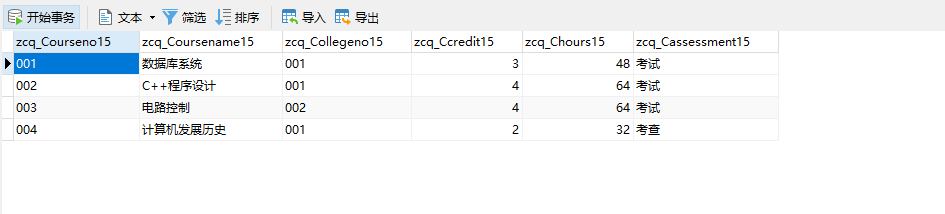 开始事务 文本 筛选 排序 导入 导出
zcq_Courseno15 zcq_Coursename15 zcq_Collegeno15 zcq_Ccredit15 zcq_Chours15 zcq_Cassessment15
001 数据库系统 001 3 48 考试
002 C++程序设计 001 4 64 考试
003 电路控制 002 4 64 考试
004 计算机发展历史 001 2 32 考查